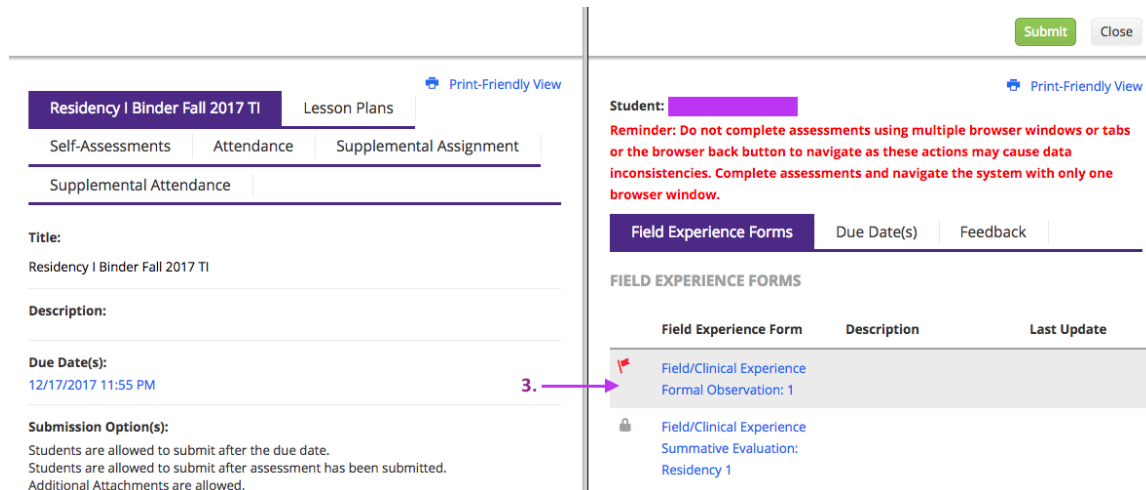 Print-Friendly View
Residency I Binder Fall 2017 TI
Lesson Plans
Self-Assessments
Attendance
Supplemental Assignment
Supplemental Attendance
Title:
Residency I Binder Fall 2017 TI
Description:
Due Date(s):
12/17/2017 11:55 PM
Submission Option(s):
Students are allowed to submit after the due date.
Students are allowed to submit after assessment has been submitted.
Additional Attachments are allowed.
Submit
Close
Print-Friendly View
Student:
Reminder: Do not complete assessments using multiple browser windows or tabs
or the browser back button to navigate as these actions may cause data
inconsistencies. Complete assessments and navigate the system with only one
browser window.
Field Experience Forms
Due Date(s)
Feedback
FIELD EXPERIENCE FORMS
Field Experience Form
Description
Last Update
3.
Field/Clinical Experience
Formal Observation: 1
Field/Clinical Experience
Summative Evaluation:
Residency 1